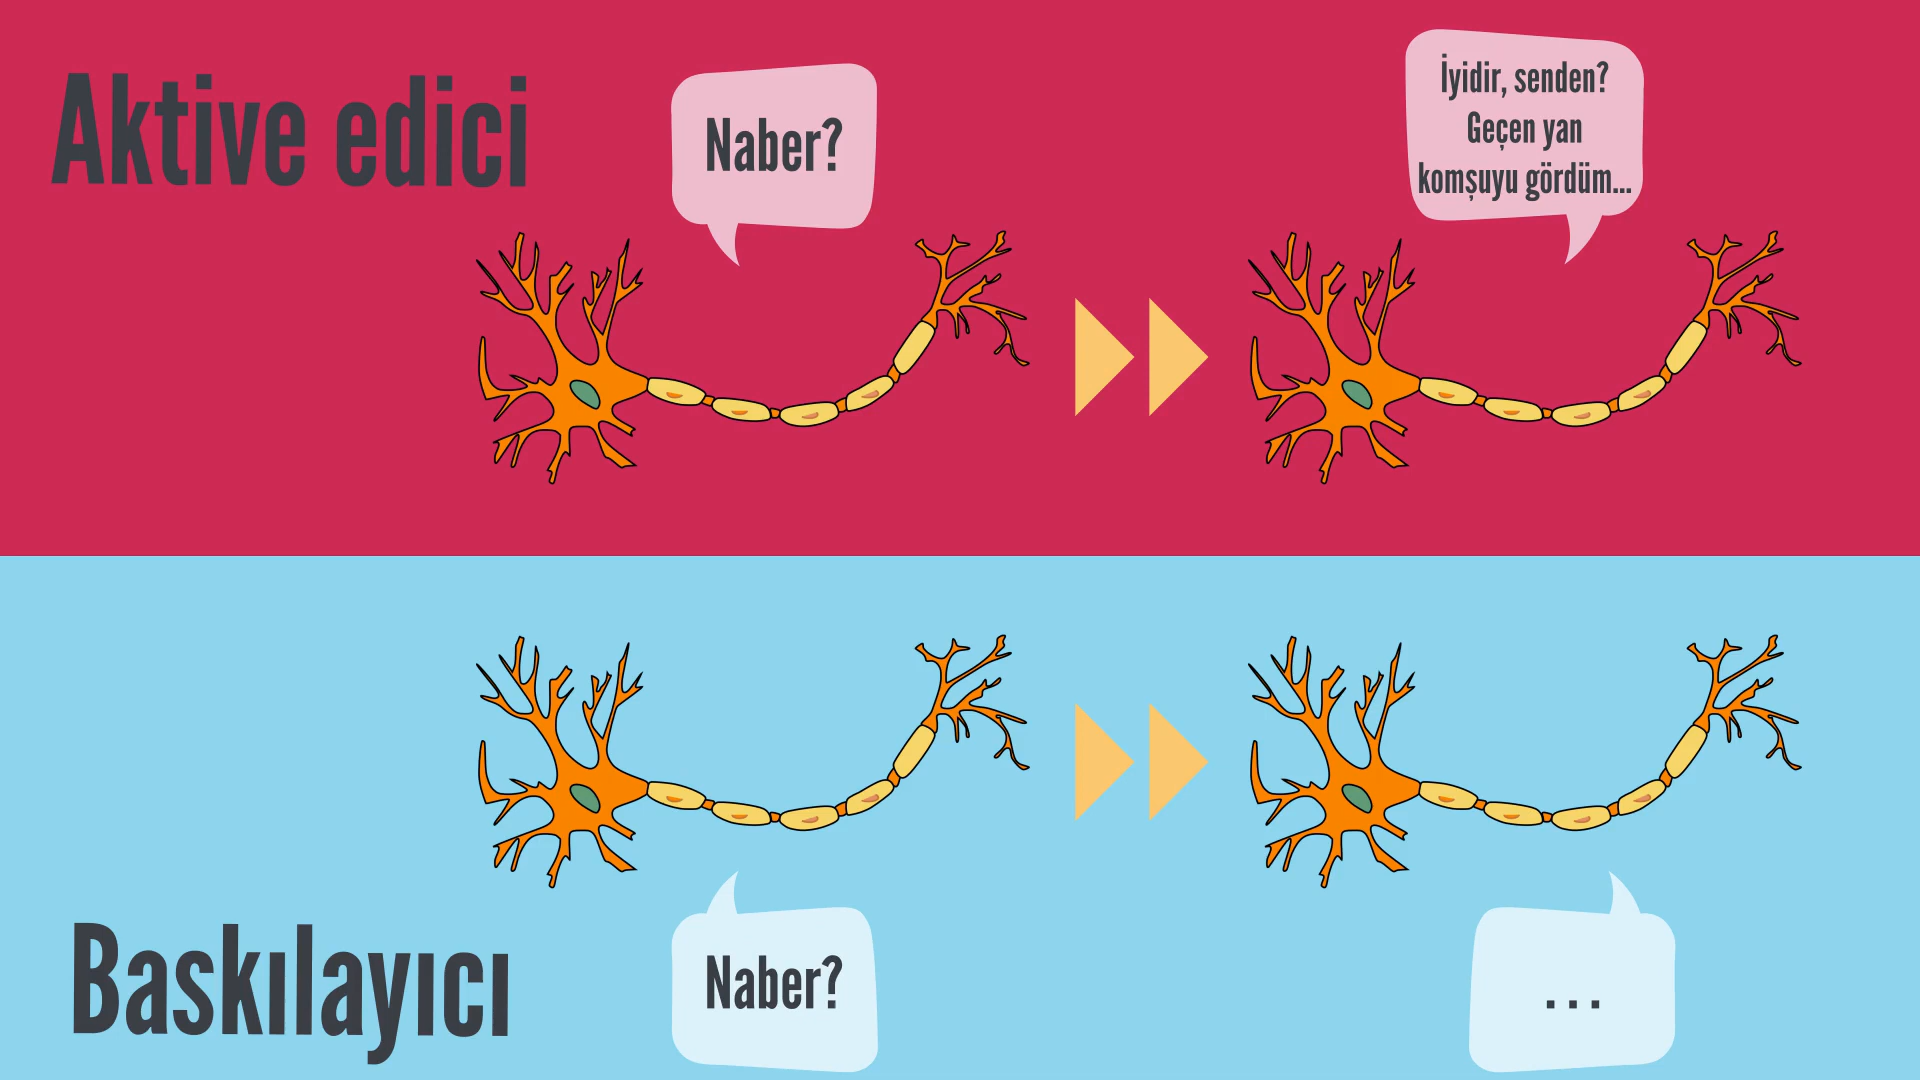 Aktive edici
Naber?
İyidir, senden?
Geçen yan
komşuyu gördüm...
Baskılayıcı
Naber?
...